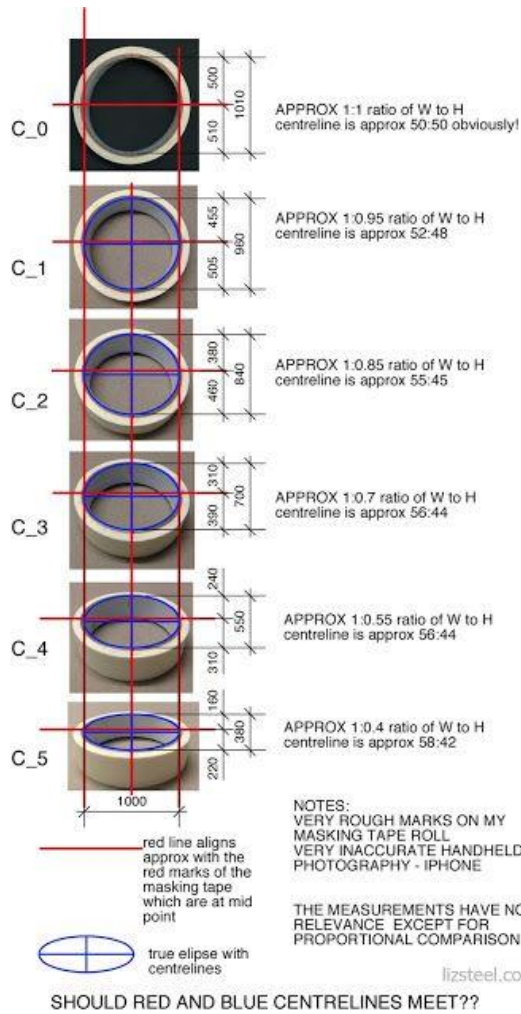 C_0
500
510
1010
APPROX 1:1 ratio of W to H
centreline is approx 50:50 obviously!
C_1
455
505
960
APPROX 1:0.95 ratio of W to H
centreline is approx 52:48
C_2
380
460
840
APPROX 1:0.85 ratio of W to H
centreline is approx 55:45
C_3
310
390
700
APPROX 1:0.7 ratio of W to H
centreline is approx 56:44
C_4
240
310
550
APPROX 1:0.55 ratio of W to H
centreline is approx 56:44
C_5
160
220
380
APPROX 1:0.4 ratio of W to H
centreline is approx 58:42
1000
red line aligns
approx with the
red marks of the
masking tape
which are at mid
point
true elipse with
centrelines
NOTES:
VERY ROUGH MARKS ON MY
MASKING TAPE ROLL
VERY INACCURATE HANDHELD
PHOTOGRAPHY - IPHONE
THE MEASUREMENTS HAVE NO
RELEVANCE EXCEPT FOR
PROPORTIONAL COMPARISON
lizsteel.co
SHOULD RED AND BLUE CENTRELINES MEET??